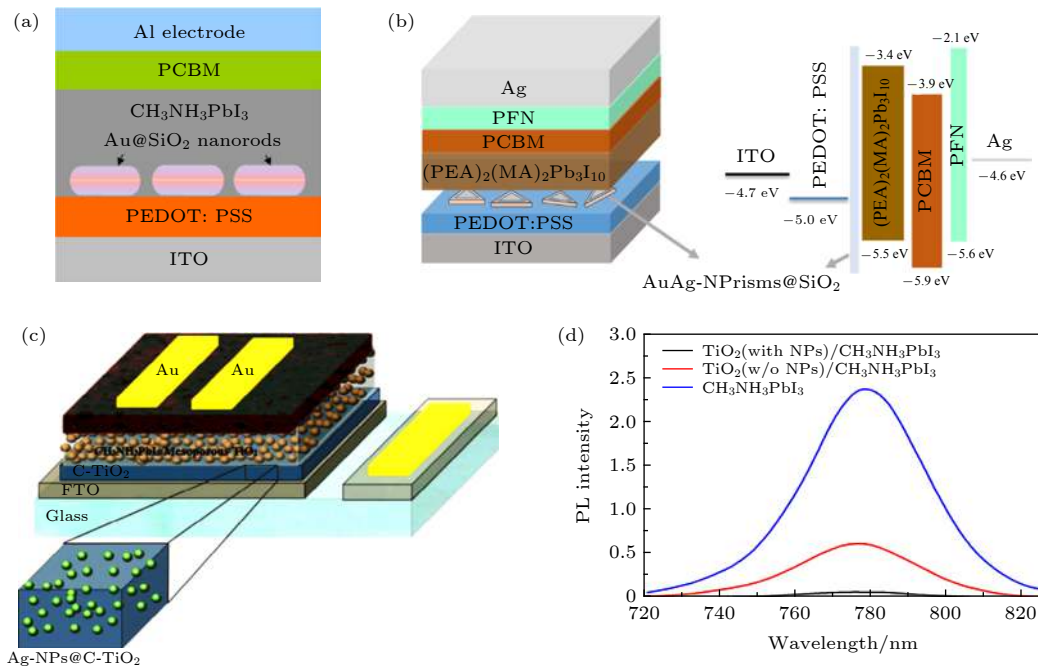 (a)
Al electrode
PCBM
CH₃NH₃PbI₃
Au@SiO₂ nanorods
PEDOT: PSS
ITO
(b)
Ag
PFN
PCBM
(PEA)₂(MA)₂Pb₃I₁₀
PEDOT:PSS
ITO
AuAg-NPrisms@SiO₂
ITO
−4.7 eV
PEDOT: PSS
−5.0 eV
−3.4 eV
(PEA)₂(MA)₂Pb₃I₁₀
−5.5 eV
−3.9 eV
PCBM
−5.9 eV
−2.1 eV
PFN
−5.6 eV
Ag
−4.6 eV
(c)
Au
Au
CH₃NH₃PbI₃ Mesoporous TiO₂
C-TiO₂
FTO
Glass
Ag-NPs@C-TiO₂
(d)
TiO₂(with NPs)/CH₃NH₃PbI₃
TiO₂(w/o NPs)/CH₃NH₃PbI₃
CH₃NH₃PbI₃
PL intensity
3.0
2.5
2.0
1.5
1.0
0.5
0
720
740
760
780
800
820
Wavelength/nm